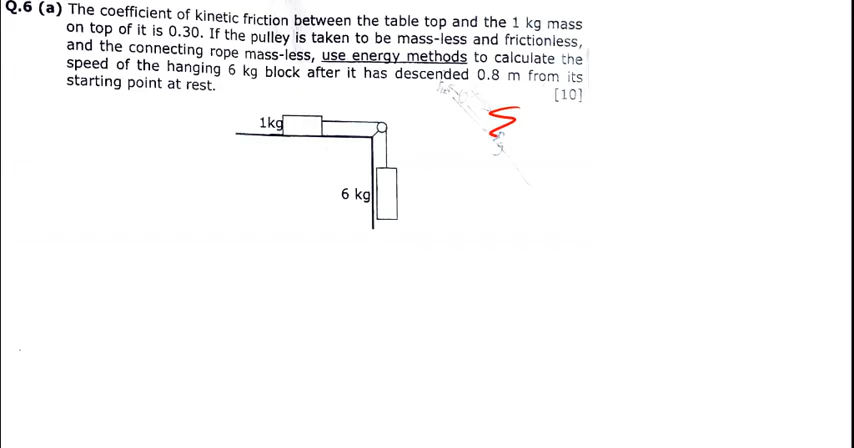 Q.6 (a) The coefficient of kinetic friction between the table top and the 1 kg mass
on top of it is 0.30. If the pulley is taken to be mass-less and frictionless,
and the connecting rope mass-less, use energy methods to calculate the
speed of the hanging 6 kg block after it has descended 0.8 m from its
starting point at rest. [10]
1kg
6 kg